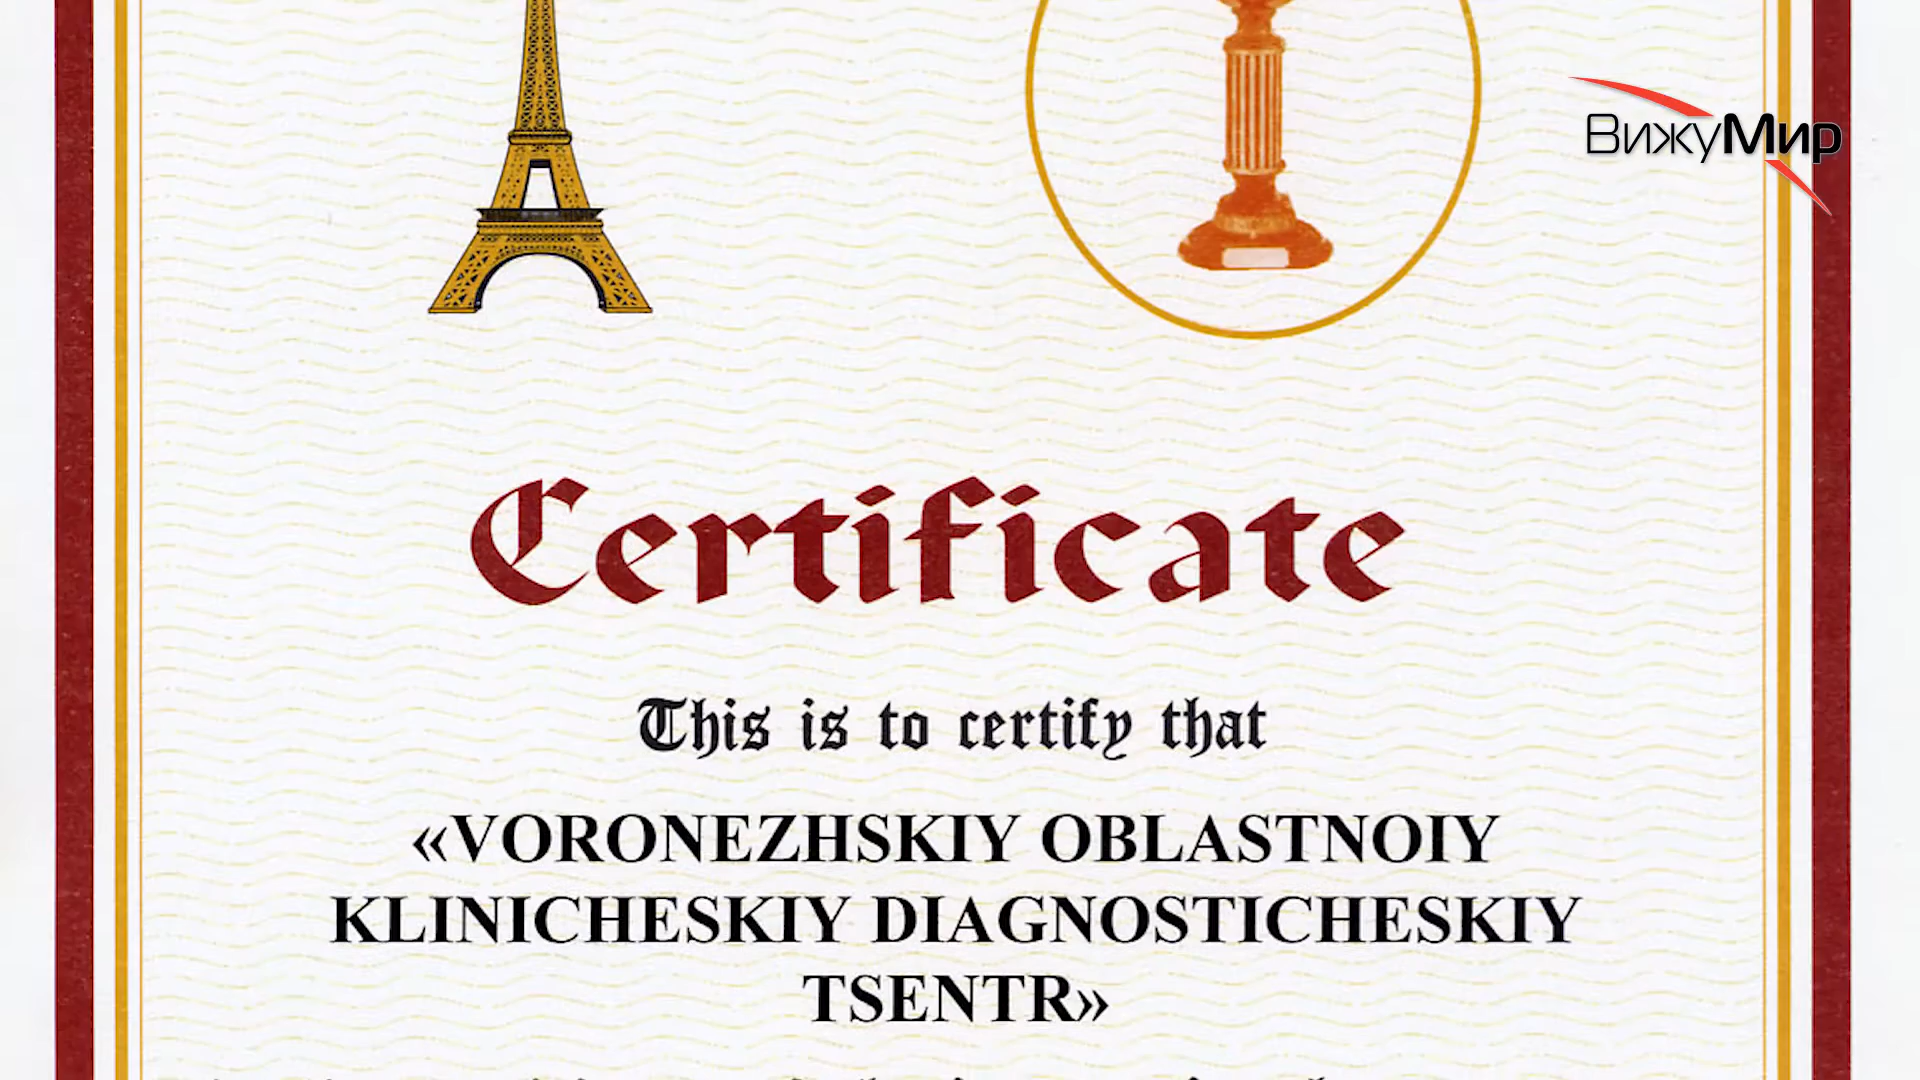 ВижуМир
Certificate
This is to certify that
«VORONEZHSKIY OBLASTNOIY
KLINICHESKIY DIAGNOSTICHESKIY
TSENTR»